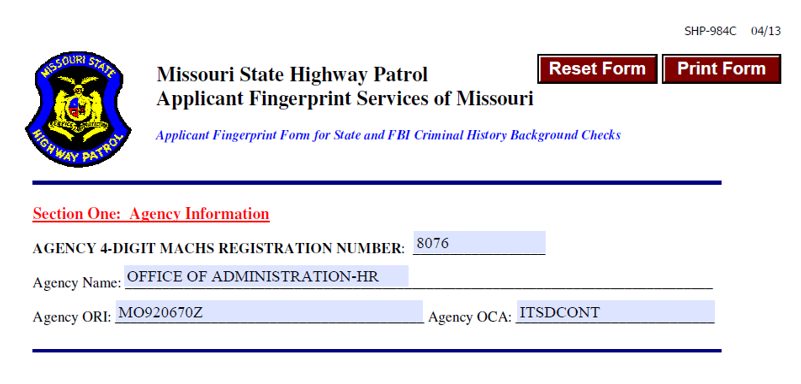 SHP-984C 04/13
Reset Form Print Form
MISSOURI STATE
HIGHWAY PATROL
Missouri State Highway Patrol
Applicant Fingerprint Services of Missouri
Applicant Fingerprint Form for State and FBI Criminal History Background Checks
Section One: Agency Information
AGENCY 4-DIGIT MACHS REGISTRATION NUMBER: 8076
Agency Name: OFFICE OF ADMINISTRATION-HR
Agency ORI: MO920670Z Agency OCA: ITSDCONT